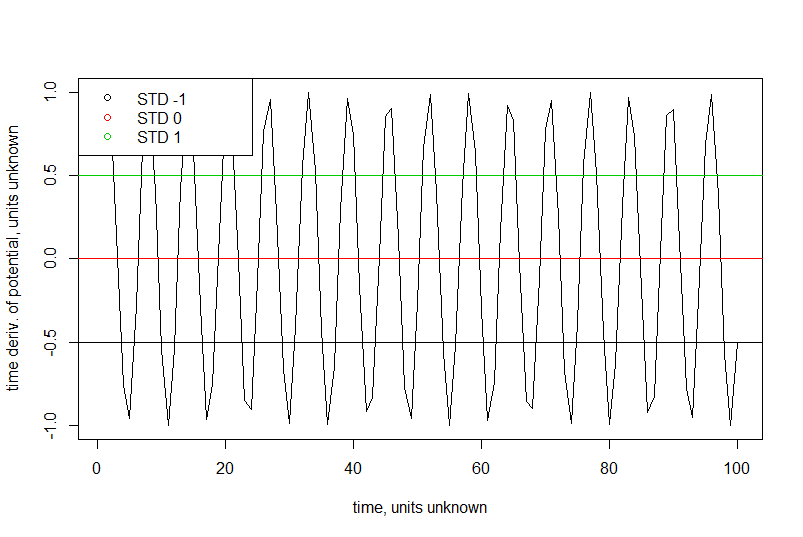 STD -1
STD 0
STD 1
1.0
0.5
0.0
-0.5
-1.0
time deriv. of potential, units unknown
0 20 40 60 80 100
time, units unknown